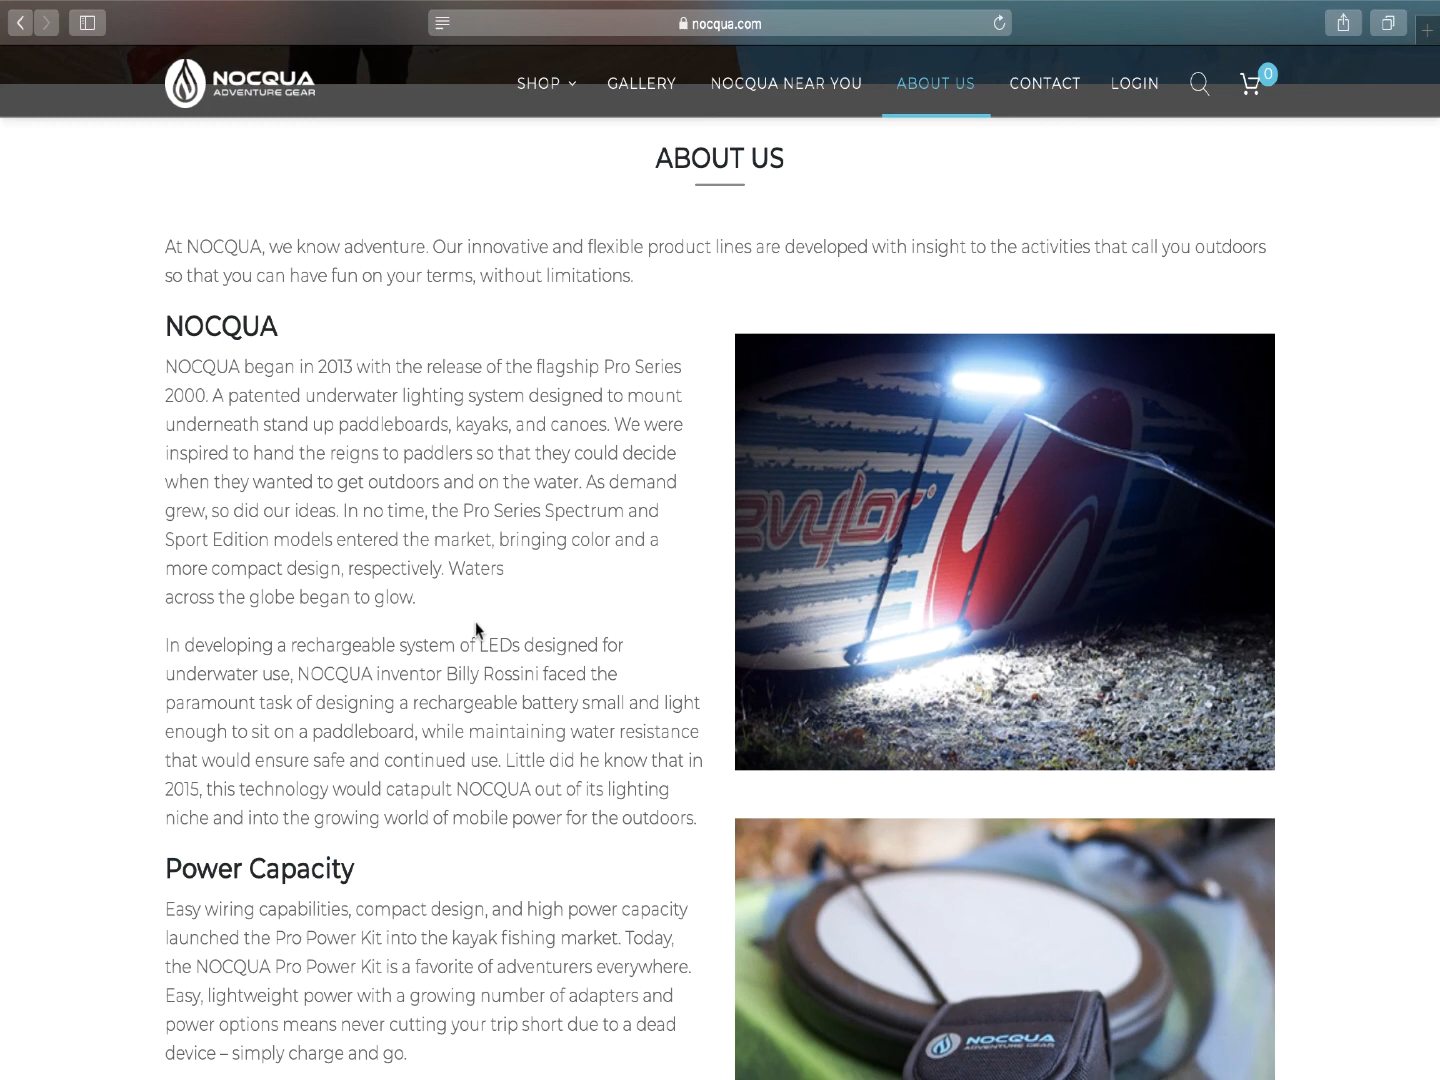 nocqua.com
NOCQUA
ADVENTURE GEAR
SHOP
GALLERY
NOCQUA NEAR YOU
ABOUT US
CONTACT
LOGIN
0
ABOUT US
At NOCQUA, we know adventure. Our innovative and flexible product lines are developed with insight to the activities that call you outdoors
so that you can have fun on your terms, without limitations.
NOCQUA
NOCQUA began in 2013 with the release of the flagship Pro Series
2000. A patented underwater lighting system designed to mount
underneath stand up paddleboards, kayaks, and canoes. We were
inspired to hand the reigns to paddlers so that they could decide
when they wanted to get outdoors and on the water. As demand
grew, so did our ideas. In no time, the Pro Series Spectrum and
Sport Edition models entered the market, bringing color and a
more compact design, respectively. Waters
across the globe began to glow.
In developing a rechargeable system of LEDs designed for
underwater use, NOCQUA inventor Billy Rossini faced the
paramount task of designing a rechargeable battery small and light
enough to sit on a paddleboard, while maintaining water resistance
that would ensure safe and continued use. Little did he know that in
2015, this technology would catapult NOCQUA out of its lighting
niche and into the growing world of mobile power for the outdoors.
Power Capacity
Easy wiring capabilities, compact design, and high power capacity
launched the Pro Power Kit into the kayak fishing market. Today,
the NOCQUA Pro Power Kit is a favorite of adventurers everywhere.
Easy, lightweight power with a growing number of adapters and
power options means never cutting your trip short due to a dead
device – simply charge and go.
evylor
NOCQUA
ADVENTURE GEAR